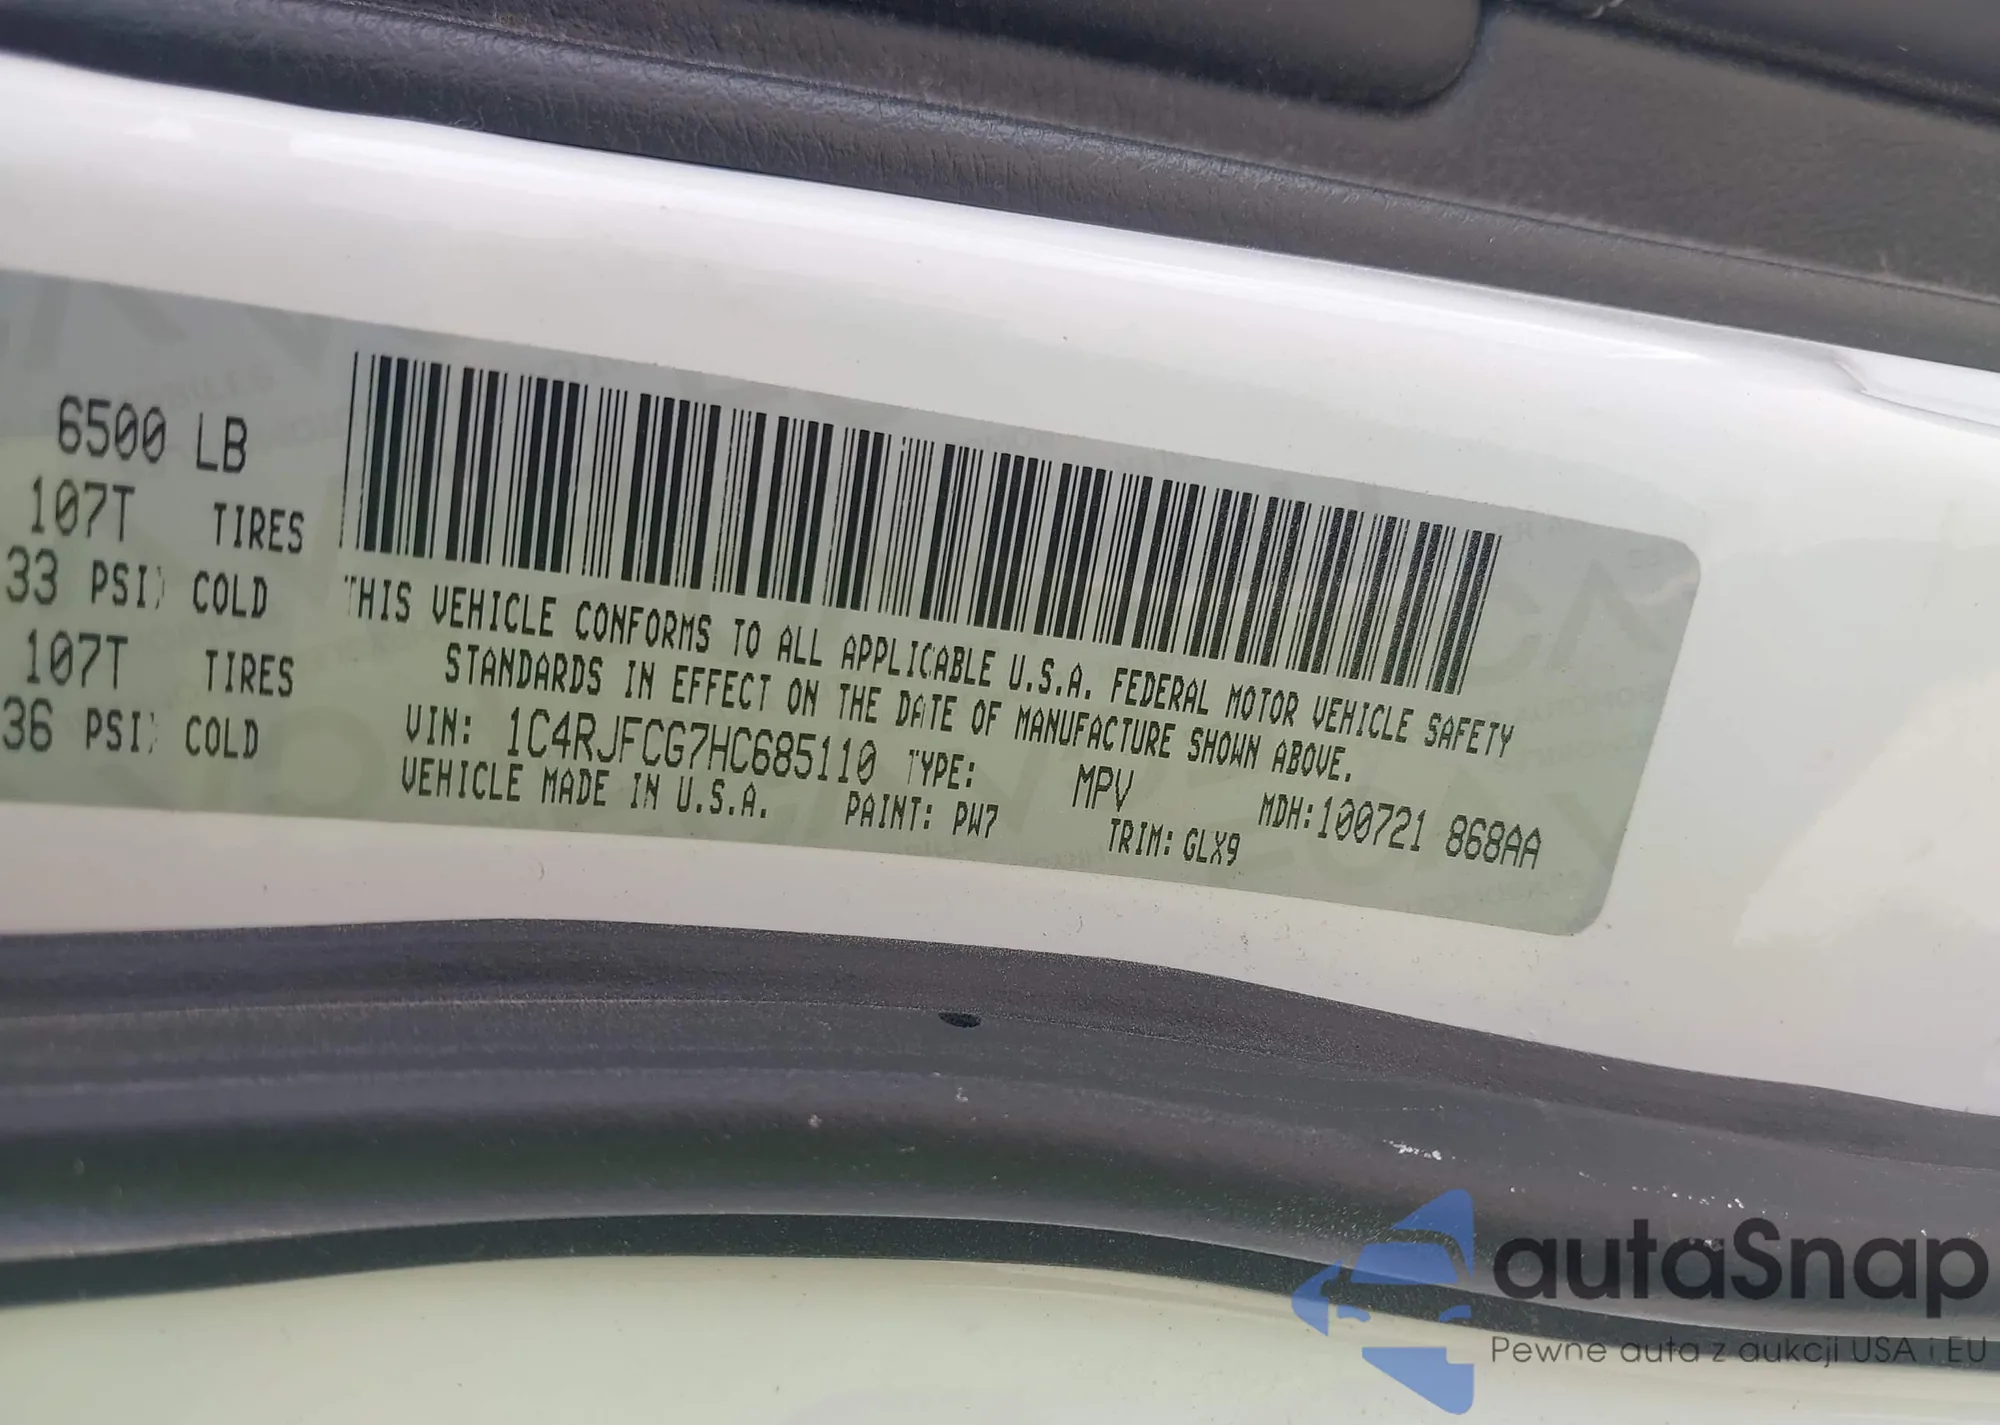 6500 LB
107T TIRES
33 PSI) COLD
107T TIRES
36 PSI) COLD
THIS VEHICLE CONFORMS TO ALL APPLICABLE U.S.A. FEDERAL MOTOR VEHICLE SAFETY
STANDARDS IN EFFECT ON THE DATE OF MANUFACTURE SHOWN ABOVE.
VIN: 1C4RJFCG7HC685110 TYPE: MPV MDH:100721 868AA
VEHICLE MADE IN U.S.A. PAINT: PW7 TRIM: GLX9
autaSnap
Pewne auta z aukcji USA i EU